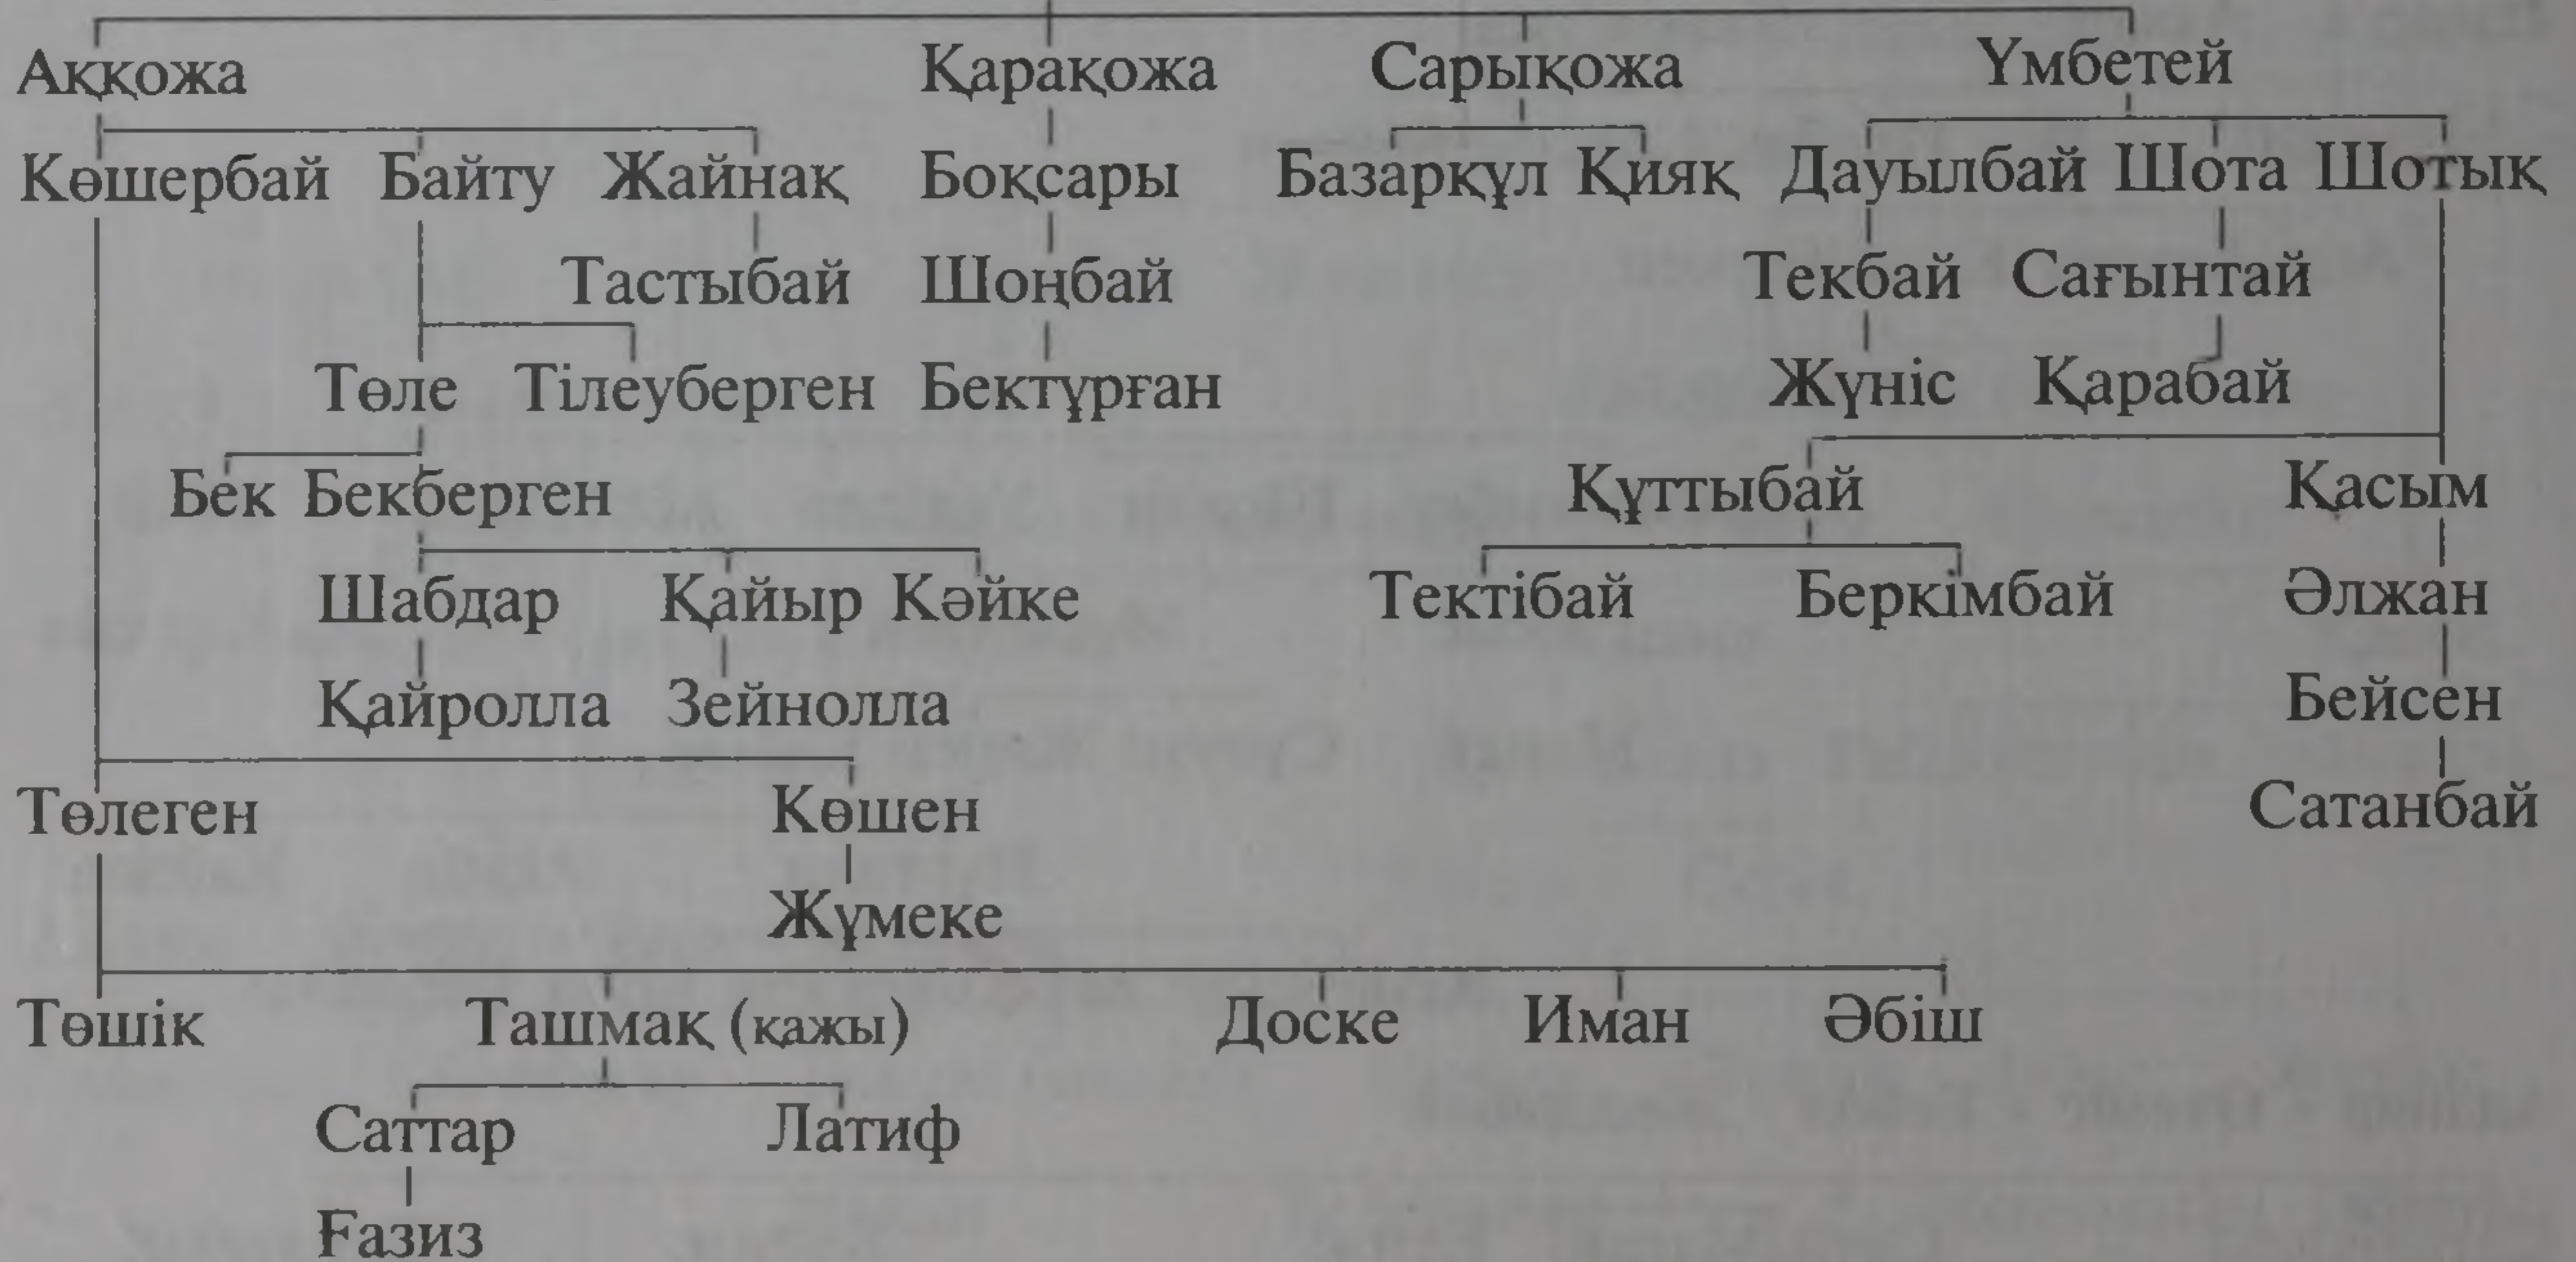 Аққожа Қарақожа Сарықожа Үмбетей
Көшербай Байту Жайнақ Боқсары Базарқұл Қияқ Дауылбай Шота Шотық
Тастыбай Шоңбай Текбай Сағынтай
Төле Тілеуберген Бектұрған Жүніс Қарабай
Бек Бекберген Құттыбай Қасым
Шабдар Қайыр Кәйке Тектібай Беркімбай Әлжан
Қайролла Зейнолла Бейсен
Төлеген Көшен Сатанбай
Жұмеке
Төшік Ташмақ (қажы) Доске Иман Әбіш
Саттар Латиф
Ғазиз